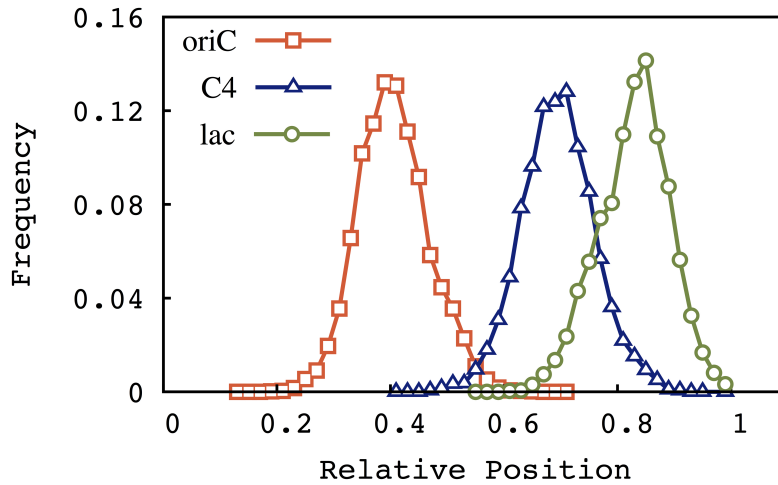 0.16
0.12
0.08
0.04
0
Frequency
oriC
C4
lac
0 0.2 0.4 0.6 0.8 1
Relative Position